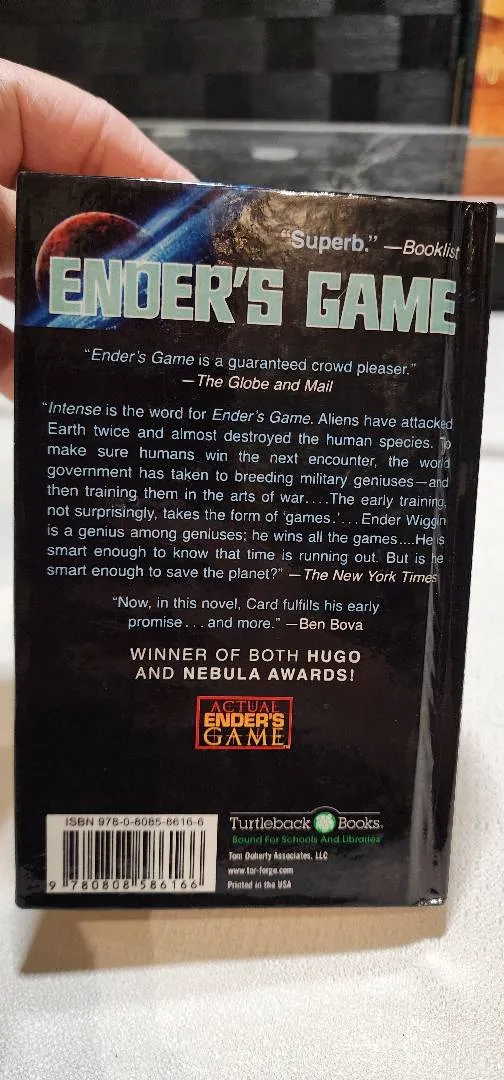 "Superb." —Booklist
ENDER'S GAME
"Ender's Game is a guaranteed crowd pleaser."
—The Globe and Mail
"Intense is the word for Ender's Game. Aliens have attacked
Earth twice and almost destroyed the human species. To
make sure humans win the next encounter, the world
government has taken to breeding military geniuses—and
then training them in the arts of war....The early training,
not surprisingly, takes the form of 'games.'... Ender Wiggin
is a genius among geniuses; he wins all the games....He is
smart enough to know that time is running out. But is he
smart enough to save the planet?" —The New York Times
"Now, in this novel, Card fulfills his early
promise...and more." —Ben Bova
WINNER OF BOTH HUGO
AND NEBULA AWARDS!
ACTUAL
ENDER'S
GAME
ISBN 978-0-8085-8616-6
9 780808 586166
Turtleback Books
Bound For Schools And Libraries
Tom Doherty Associates, LLC
www.tor-forge.com
Printed in the USA